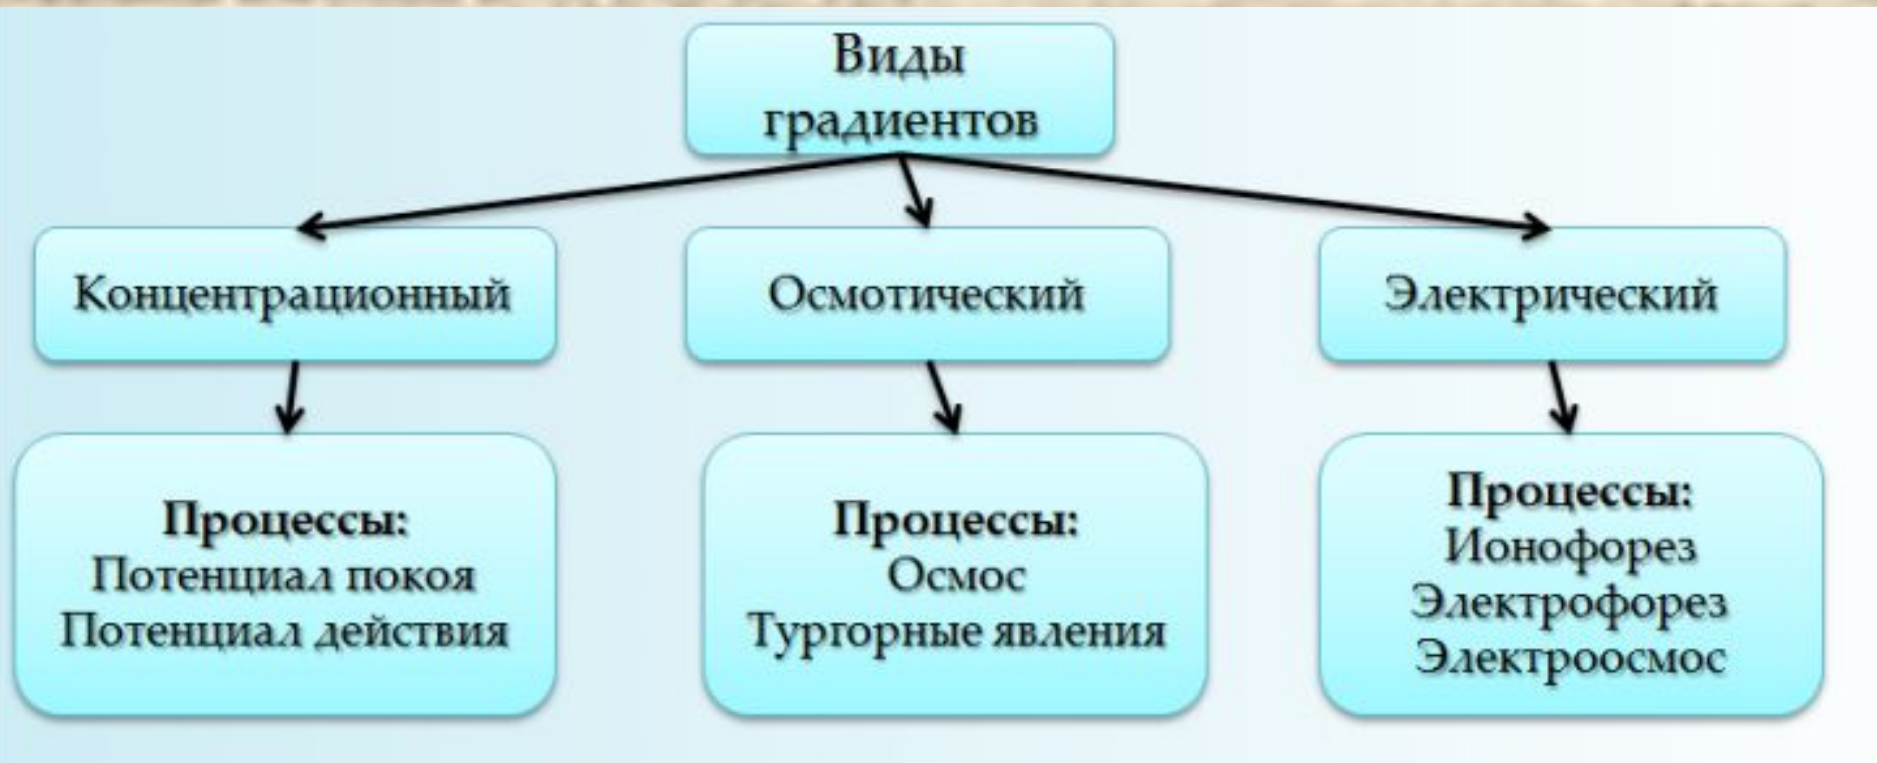 Виды
градиентов
Концентрационный
Осмотический
Электрический
Процессы:
Потенциал покоя
Потенциал действия
Процессы:
Осмос
Тургорные явления
Процессы:
Ионофорез
Электрофорез
Электроосмос